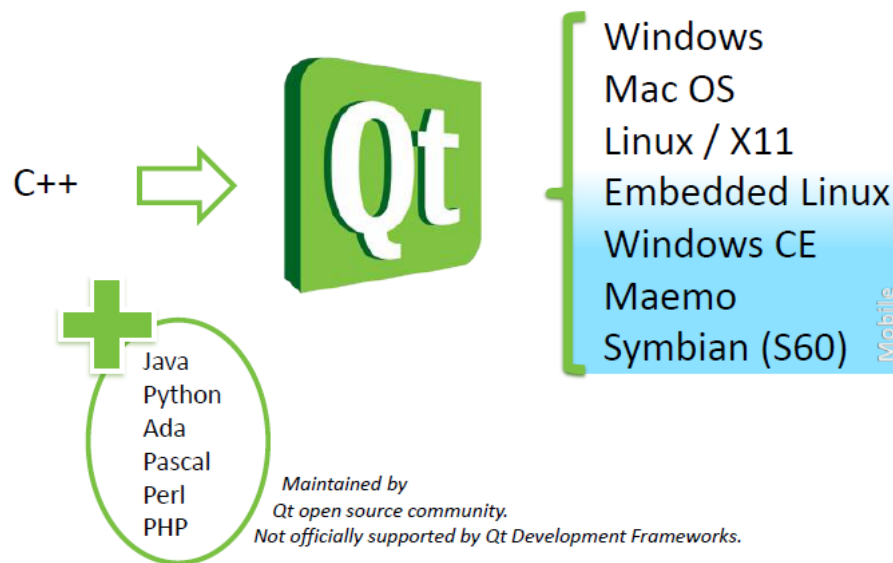 C++
Qt
Windows
Mac OS
Linux / X11
Embedded Linux
Windows CE
Maemo
Symbian (S60)
Mobile
Java
Python
Ada
Pascal
Perl
PHP
Maintained by
Qt open source community.
Not officially supported by Qt Development Frameworks.